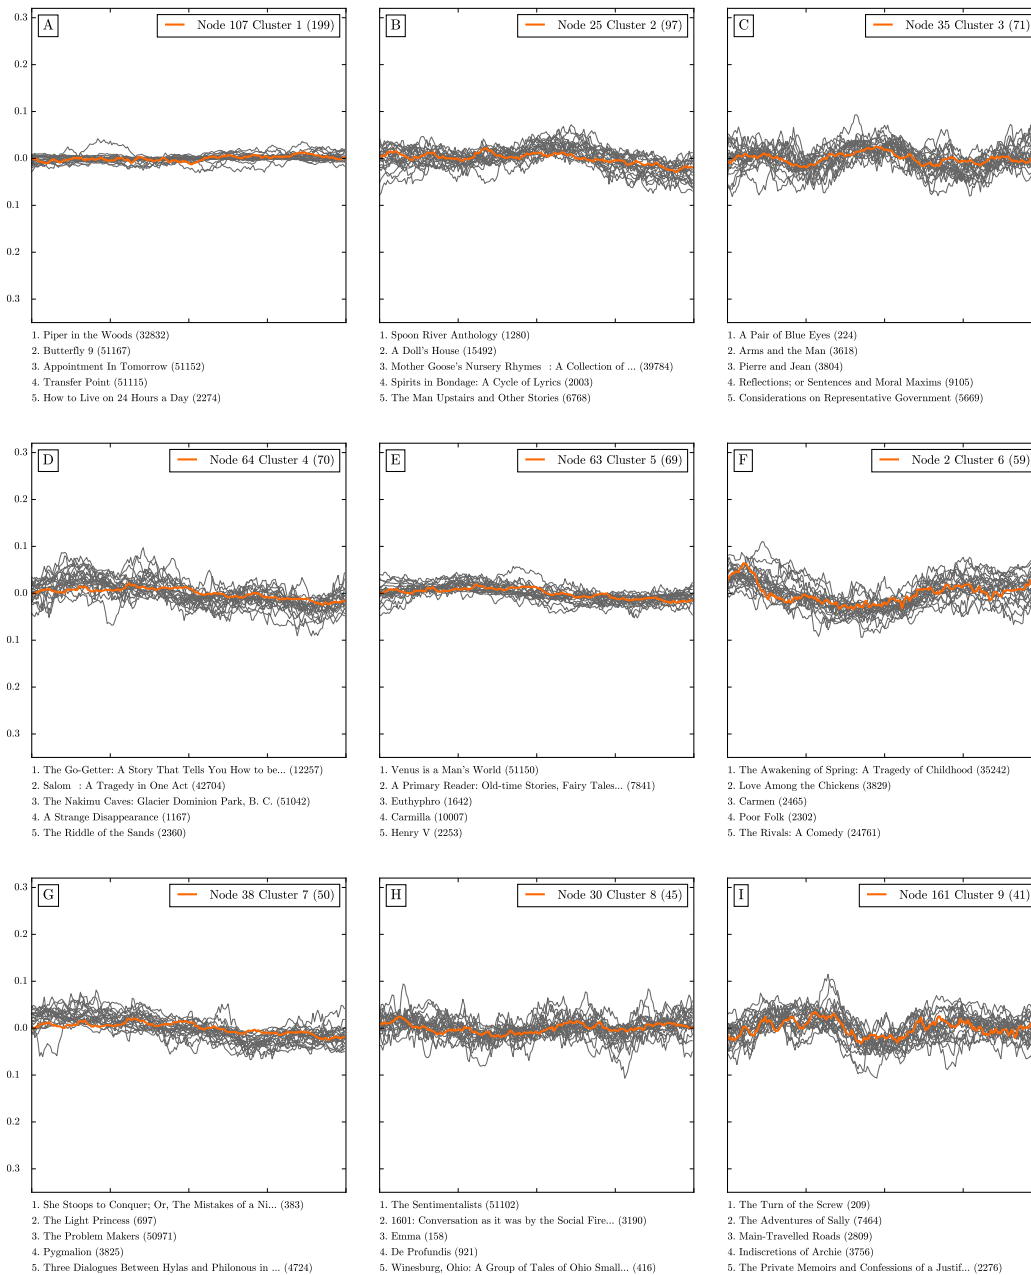 A
Node 107 Cluster 1 (199)
B
Node 25 Cluster 2 (97)
C
Node 35 Cluster 3 (71)
0.3
0.2
0.1
0.0
0.1
0.2
0.3
1. Piper in the Woods (32832)
2. Butterfly 9 (51167)
3. Appointment In Tomorrow (51152)
4. Transfer Point (51115)
5. How to Live on 24 Hours a Day (2274)
1. Spoon River Anthology (1280)
2. A Doll's House (15492)
3. Mother Goose's Nursery Rhymes : A Collection of ... (39784)
4. Spirits in Bondage: A Cycle of Lyrics (2003)
5. The Man Upstairs and Other Stories (6768)
1. A Pair of Blue Eyes (224)
2. Arms and the Man (3618)
3. Pierre and Jean (3804)
4. Reflections; or Sentences and Moral Maxims (9105)
5. Considerations on Representative Government (5669)
D
Node 64 Cluster 4 (70)
E
Node 63 Cluster 5 (69)
F
Node 2 Cluster 6 (59)
0.3
0.2
0.1
0.0
0.1
0.2
0.3
1. The Go-Getter: A Story That Tells You How to be... (12257)
2. Salom : A Tragedy in One Act (42704)
3. The Nakimu Caves: Glacier Dominion Park, B. C. (51042)
4. A Strange Disappearance (1167)
5. The Riddle of the Sands (2360)
1. Venus is a Man's World (51150)
2. A Primary Reader: Old-time Stories, Fairy Tales... (7841)
3. Euthyphro (1642)
4. Carmilla (10007)
5. Henry V (2253)
1. The Awakening of Spring: A Tragedy of Childhood (35242)
2. Love Among the Chickens (3829)
3. Carmen (2465)
4. Poor Folk (2302)
5. The Rivals: A Comedy (24761)
G
Node 38 Cluster 7 (50)
H
Node 30 Cluster 8 (45)
I
Node 161 Cluster 9 (41)
0.3
0.2
0.1
0.0
0.1
0.2
0.3
1. She Stoops to Conquer; Or, The Mistakes of a Ni... (383)
2. The Light Princess (697)
3. The Problem Makers (50971)
4. Pygmalion (3825)
5. Three Dialogues Between Hylas and Philonous in ... (4724)
1. The Sentimentalists (51102)
2. 1601: Conversation as it was by the Social Fire... (3190)
3. Emma (158)
4. De Profundis (921)
5. Winesburg, Ohio: A Group of Tales of Ohio Small... (416)
1. The Turn of the Screw (209)
2. The Adventures of Sally (7464)
3. Main-Travelled Roads (2809)
4. Indiscretions of Archie (3756)
5. The Private Memoirs and Confessions of a Justif... (2276)